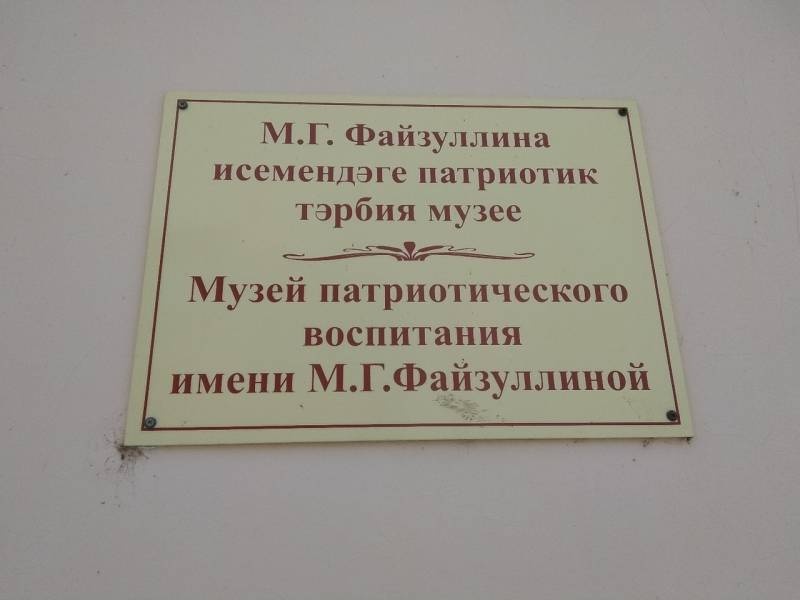 М.Г. Файзуллина
исемендәге патриотик
тәрбия музее
Музей патриотического
воспитания
имени М.Г.Файзуллиной